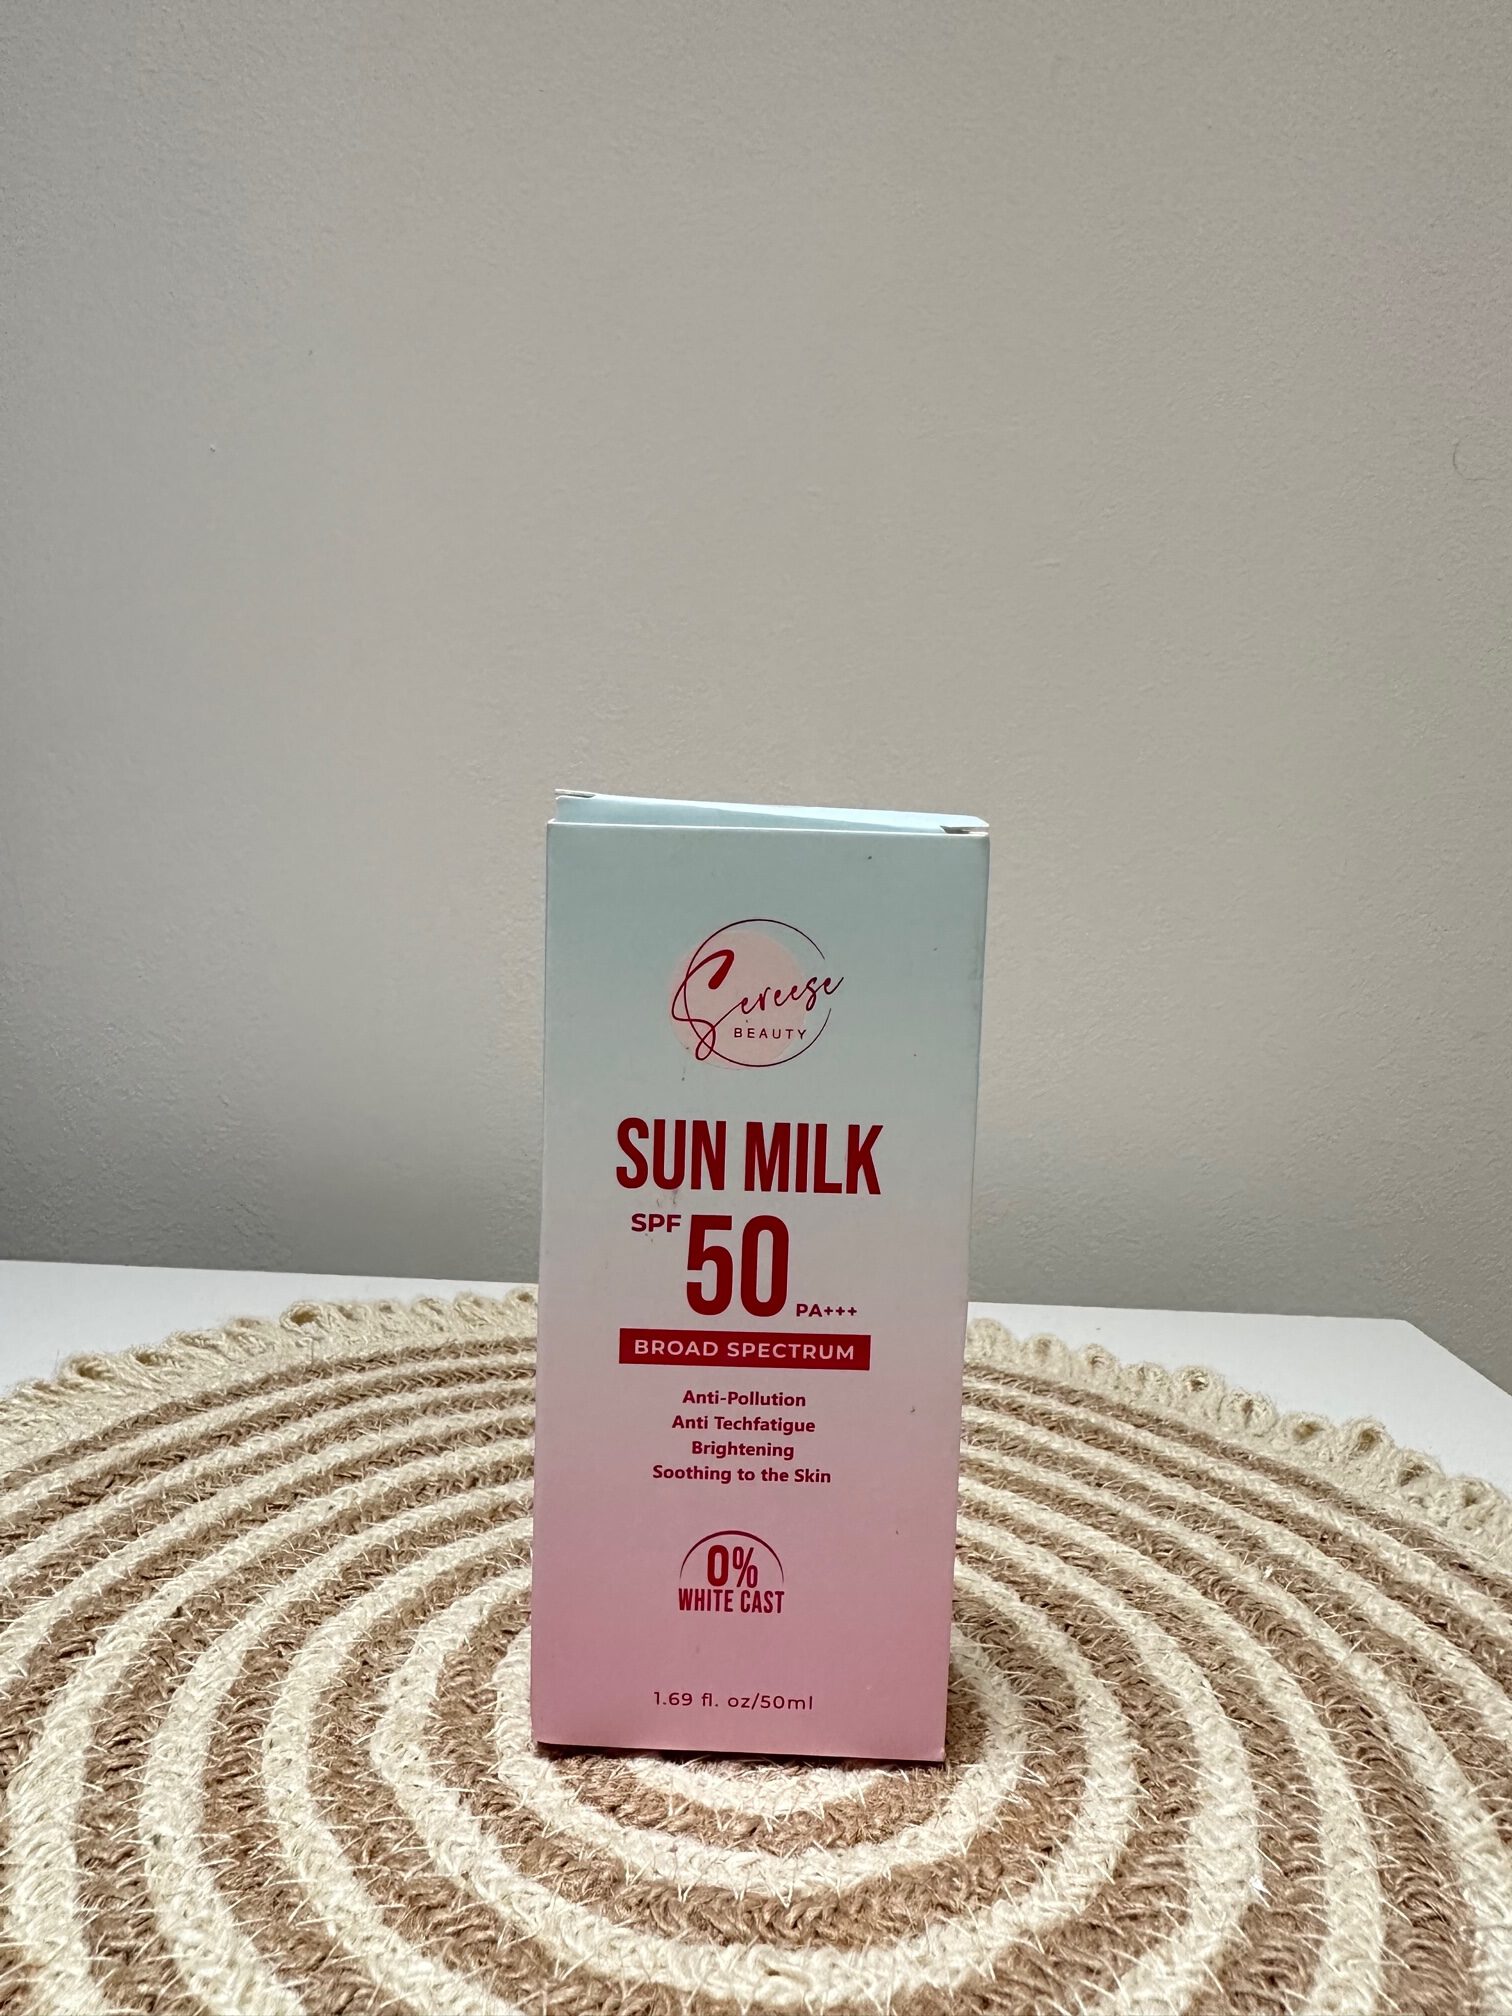 Sereese
BEAUTY
SUN MILK
SPF 50 PA+++
BROAD SPECTRUM
Anti-Pollution
Anti Techfatigue
Brightening
Soothing to the Skin
0%
WHITE CAST
1.69 fl. oz/50ml